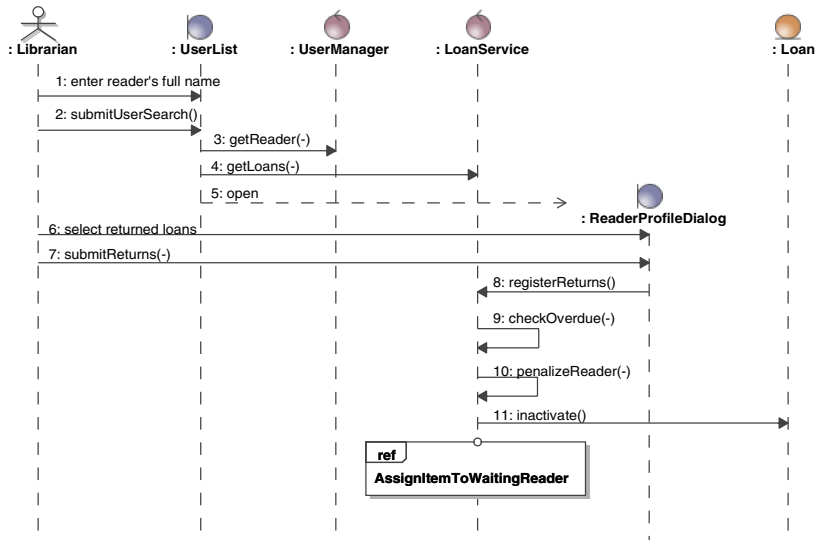 : Librarian
: UserList
: UserManager
: LoanService
: Loan
1: enter reader's full name
2: submitUserSearch()
3: getReader(-)
4: getLoans(-)
5: open
: ReaderProfileDialog
6: select returned loans
7: submitReturns(-)
8: registerReturns()
9: checkOverdue(-)
10: penalizeReader(-)
11: inactivate()
ref
AssignItemToWaitingReader